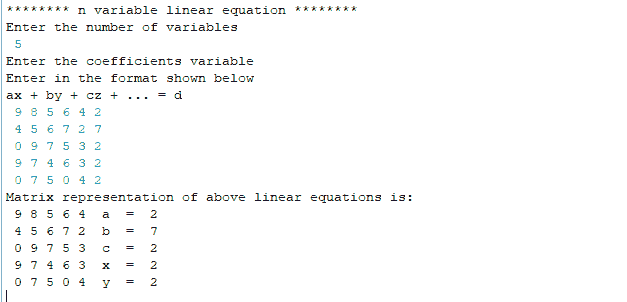 ******** n variable linear equation ********
Enter the number of variables
5
Enter the coefficients variable
Enter in the format shown below
ax + by + cz + ... = d
9 8 5 6 4 2
4 5 6 7 2 7
0 9 7 5 3 2
9 7 4 6 3 2
0 7 5 0 4 2
Matrix representation of above linear equations is:
9 8 5 6 4 a = 2
4 5 6 7 2 b = 7
0 9 7 5 3 c = 2
9 7 4 6 3 x = 2
0 7 5 0 4 y = 2